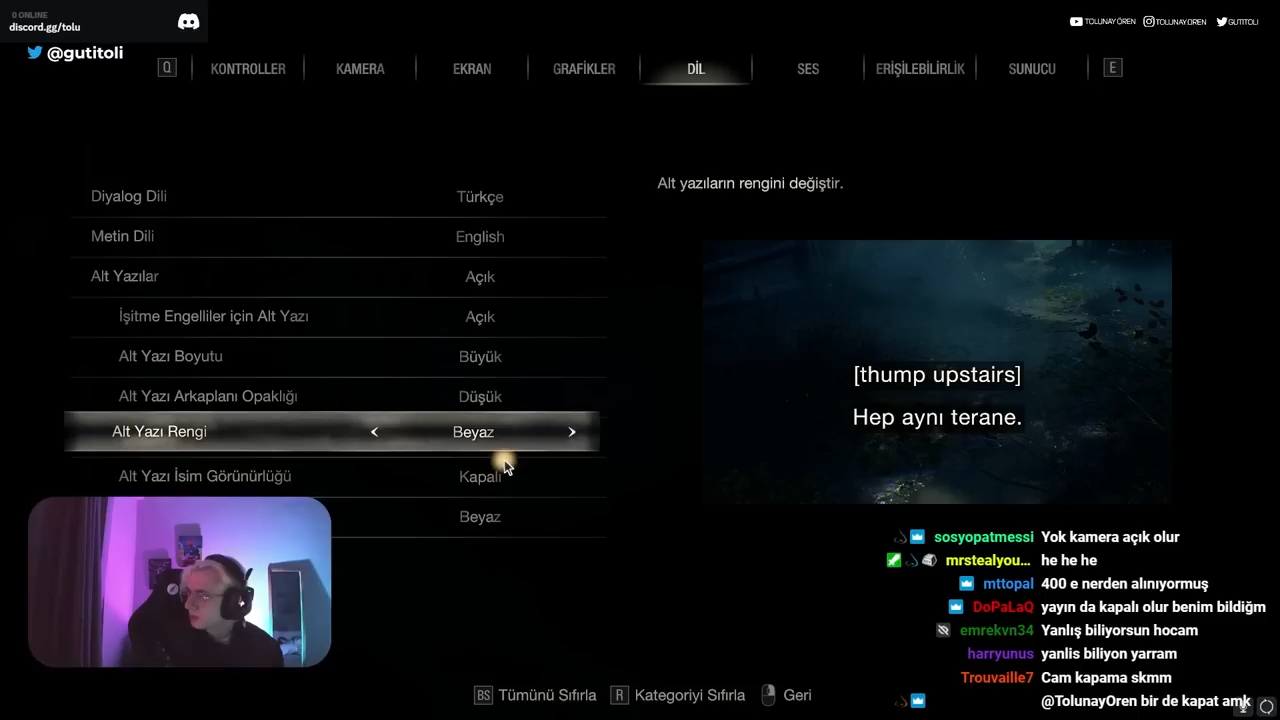 0 ONLINE
discord.gg/tolu
@gutitoli
TOLUNAYÖREN TOLUNAYOREN GUTITOLI
Q KONTROLLER KAMERA EKRAN GRAFİKLER DİL SES ERİŞİLEBİLİRLİK SUNUCU E
Alt yazıların rengini değiştir.
Diyalog Dili Türkçe
Metin Dili English
Alt Yazılar Açık
İşitme Engelliler için Alt Yazı Açık
Alt Yazı Boyutu Büyük
Alt Yazı Arkaplanı Opaklığı Düşük
Alt Yazı Rengi Beyaz
Alt Yazı İsim Görünürlüğü Kapalı
Beyaz
[thump upstairs]
Hep aynı terane.
sosyopatmessi Yok kamera açık olur
mrstealyou... he he he
mttopal 400 e nerden alınıyormuş
DoPaLaQ yayın da kapalı olur benim bildiğm
emrekvn34 Yanlış biliyorsun hocam
harryunus yanlis biliyon yarram
Trouvaille7 Cam kapama skmm
@TolunayOren bir de kapat amk
BS Tümünü Sıfırla R Kategoriyi Sıfırla Geri